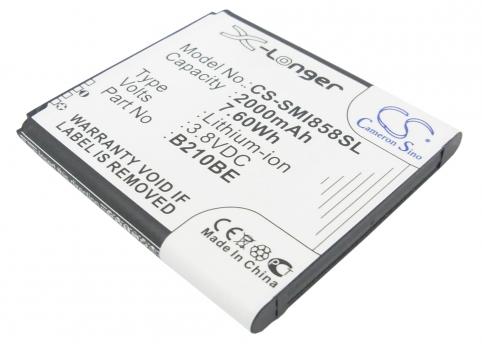 X-Longer
Model No.: CS-SMI858SL
Capacity : 2000mAh
7.60Wh
Type : Lithium-ion
Volts : 3.8VDC
Part No.: B210BE
LABEL REMOVED,
WARRANTY VOID IF
CS
Cameron Sino
CE
Made In China